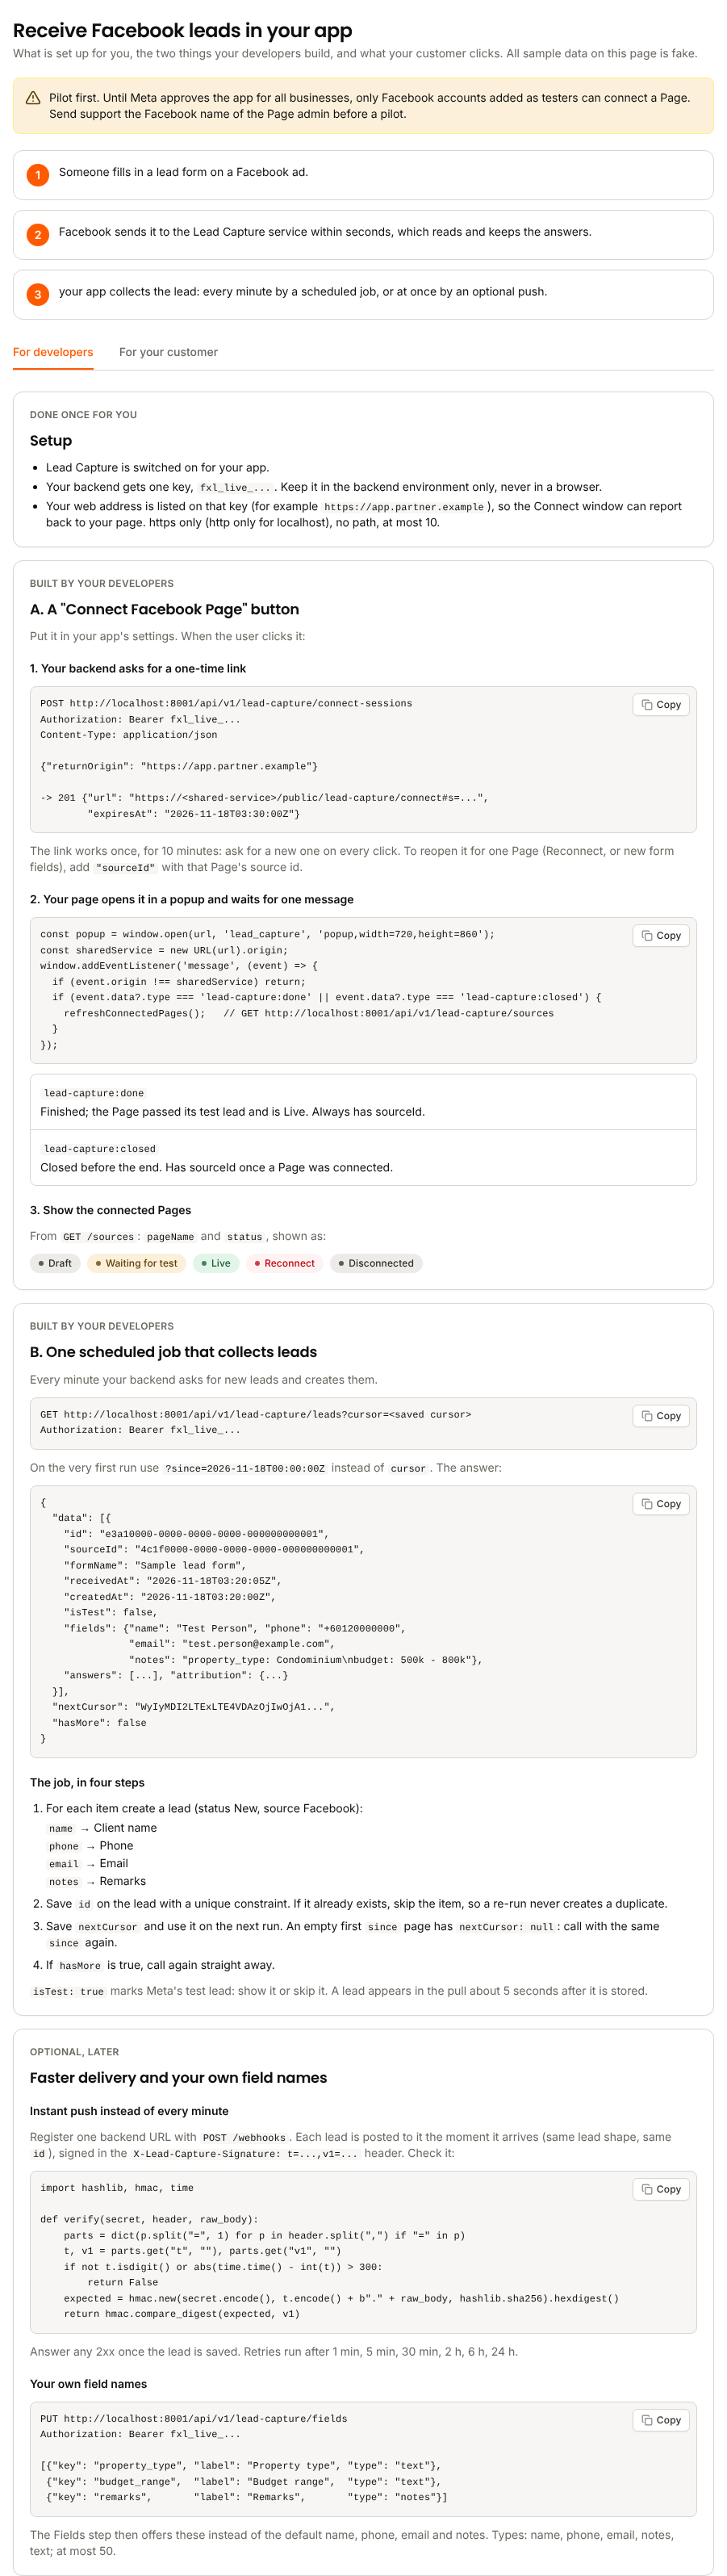 Receive Facebook leads in your app
What is set up for you, the two things your developers build, and what your customer clicks. All sample data on this page is fake.
Pilot first. Until Meta approves the app for all businesses, only Facebook accounts added as testers can connect a Page.
Send support the Facebook name of the Page admin before a pilot.
1 Someone fills in a lead form on a Facebook ad.
2 Facebook sends it to the Lead Capture service within seconds, which reads and keeps the answers.
3 your app collects the lead: every minute by a scheduled job, or at once by an optional push.
For developers For your customer
DONE ONCE FOR YOU
Setup
• Lead Capture is switched on for your app.
• Your backend gets one key, fxl_live_... . Keep it in the backend environment only, never in a browser.
• Your web address is listed on that key (for example https://app.partner.example ), so the Connect window can report
back to your page. https only (http only for localhost), no path, at most 10.
BUILT BY YOUR DEVELOPERS
A. A "Connect Facebook Page" button
Put it in your app's settings. When the user clicks it:
1. Your backend asks for a one-time link
Copy
POST http://localhost:8001/api/v1/lead-capture/connect-sessions
Authorization: Bearer fxl_live_...
Content-Type: application/json
{"returnOrigin": "https://app.partner.example"}
-> 201 {"url": "https://<shared-service>/public/lead-capture/connect#s=...",
"expiresAt": "2026-11-18T03:30:00Z"}
The link works once, for 10 minutes: ask for a new one on every click. To reopen it for one Page (Reconnect, or new form
fields), add "sourceId" with that Page's source id.
2. Your page opens it in a popup and waits for one message
Copy
const popup = window.open(url, 'lead_capture', 'popup,width=720,height=860');
const sharedService = new URL(url).origin;
window.addEventListener('message', (event) => {
if (event.origin !== sharedService) return;
if (event.data?.type === 'lead-capture:done' || event.data?.type === 'lead-capture:closed') {
refreshConnectedPages(); // GET http://localhost:8001/api/v1/lead-capture/sources
}
});
lead-capture:done
Finished; the Page passed its test lead and is Live. Always has sourceId.
lead-capture:closed
Closed before the end. Has sourceId once a Page was connected.
3. Show the connected Pages
From GET /sources : pageName and status , shown as:
Draft Waiting for test Live Reconnect Disconnected
BUILT BY YOUR DEVELOPERS
B. One scheduled job that collects leads
Every minute your backend asks for new leads and creates them.
Copy
GET http://localhost:8001/api/v1/lead-capture/leads?cursor=<saved cursor>
Authorization: Bearer fxl_live_...
On the very first run use ?since=2026-11-18T00:00:00Z instead of cursor . The answer:
Copy
{
"data": [{
"id": "e3a10000-0000-0000-0000-000000000001",
"sourceId": "4c1f0000-0000-0000-0000-000000000001",
"formName": "Sample lead form",
"receivedAt": "2026-11-18T03:20:05Z",
"createdAt": "2026-11-18T03:20:00Z",
"isTest": false,
"fields": {"name": "Test Person", "phone": "+60120000000",
"email": "test.person@example.com",
"notes": "property_type: Condominium\nbudget: 500k - 800k"},
"answers": [...], "attribution": {...}
}],
"nextCursor": "WyIyMDI2LTExLTE4VDAzOjIwOjA1...",
"hasMore": false
}
The job, in four steps
1. For each item create a lead (status New, source Facebook):
name → Client name
phone → Phone
email → Email
notes → Remarks
2. Save id on the lead with a unique constraint. If it already exists, skip the item, so a re-run never creates a duplicate.
3. Save nextCursor and use it on the next run. An empty first since page has nextCursor: null : call with the same
since again.
4. If hasMore is true, call again straight away.
isTest: true marks Meta's test lead: show it or skip it. A lead appears in the pull about 5 seconds after it is stored.
OPTIONAL, LATER
Faster delivery and your own field names
Instant push instead of every minute
Register one backend URL with POST /webhooks . Each lead is posted to it the moment it arrives (same lead shape, same
id ), signed in the X-Lead-Capture-Signature: t=...,v1=... header. Check it:
Copy
import hashlib, hmac, time
def verify(secret, header, raw_body):
parts = dict(p.split("=", 1) for p in header.split(",") if "=" in p)
t, v1 = parts.get("t", ""), parts.get("v1", "")
if not t.isdigit() or abs(time.time() - int(t)) > 300:
return False
expected = hmac.new(secret.encode(), t.encode() + b"." + raw_body, hashlib.sha256).hexdigest()
return hmac.compare_digest(expected, v1)
Answer any 2xx once the lead is saved. Retries run after 1 min, 5 min, 30 min, 2 h, 6 h, 24 h.
Your own field names
Copy
PUT http://localhost:8001/api/v1/lead-capture/fields
Authorization: Bearer fxl_live_...
[{"key": "property_type", "label": "Property type", "type": "text"},
{"key": "budget_range", "label": "Budget range", "type": "text"},
{"key": "remarks", "label": "Remarks", "type": "notes"}]
The Fields step then offers these instead of the default name, phone, email and notes. Types: name, phone, email, notes,
text; at most 50.